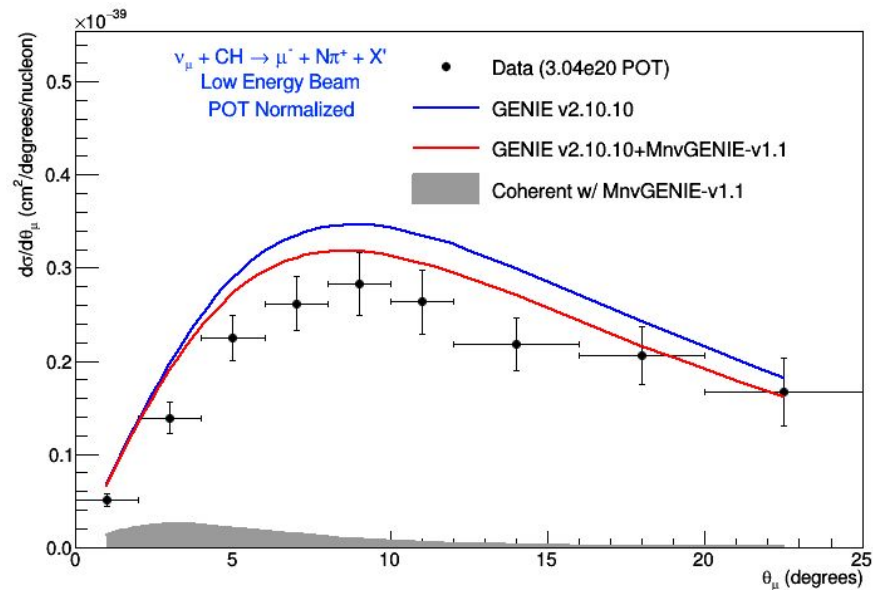 ×10⁻³⁹
ν_μ + CH → μ⁻ + Nπ⁺ + X'
Low Energy Beam
POT Normalized
Data (3.04e20 POT)
GENIE v2.10.10
GENIE v2.10.10+MnvGENIE-v1.1
Coherent w/ MnvGENIE-v1.1
dσ/dθ_μ (cm²/degrees/nucleon)
0.5
0.4
0.3
0.2
0.1
0.0
0 5 10 15 20 25
θ_μ (degrees)